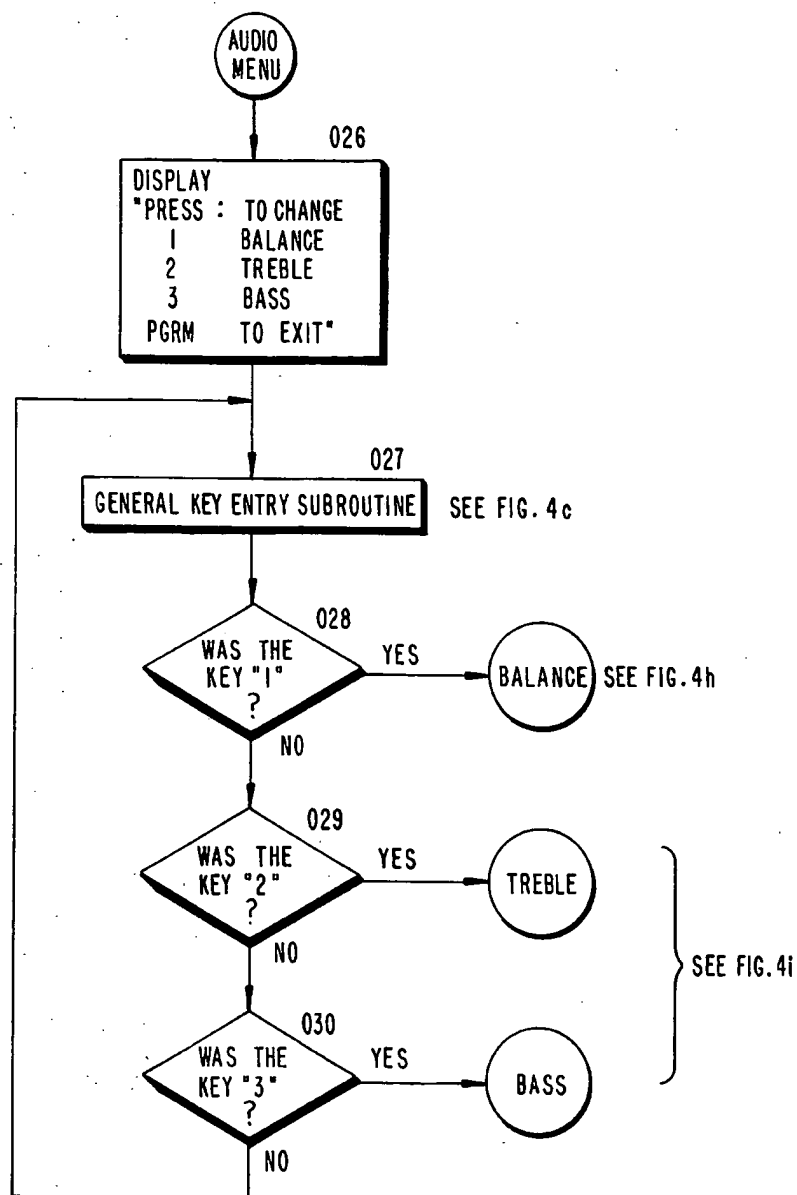 AUDIO
MENU
026
DISPLAY
"PRESS : TO CHANGE
1 BALANCE
2 TREBLE
3 BASS
PGRM TO EXIT"
027
GENERAL KEY ENTRY SUBROUTINE
SEE FIG. 4c
028
WAS THE
KEY "1"
?
YES
BALANCE
SEE FIG. 4h
NO
029
WAS THE
KEY "2"
?
YES
TREBLE
NO
SEE FIG. 4i
030
WAS THE
KEY "3"
?
YES
BASS
NO